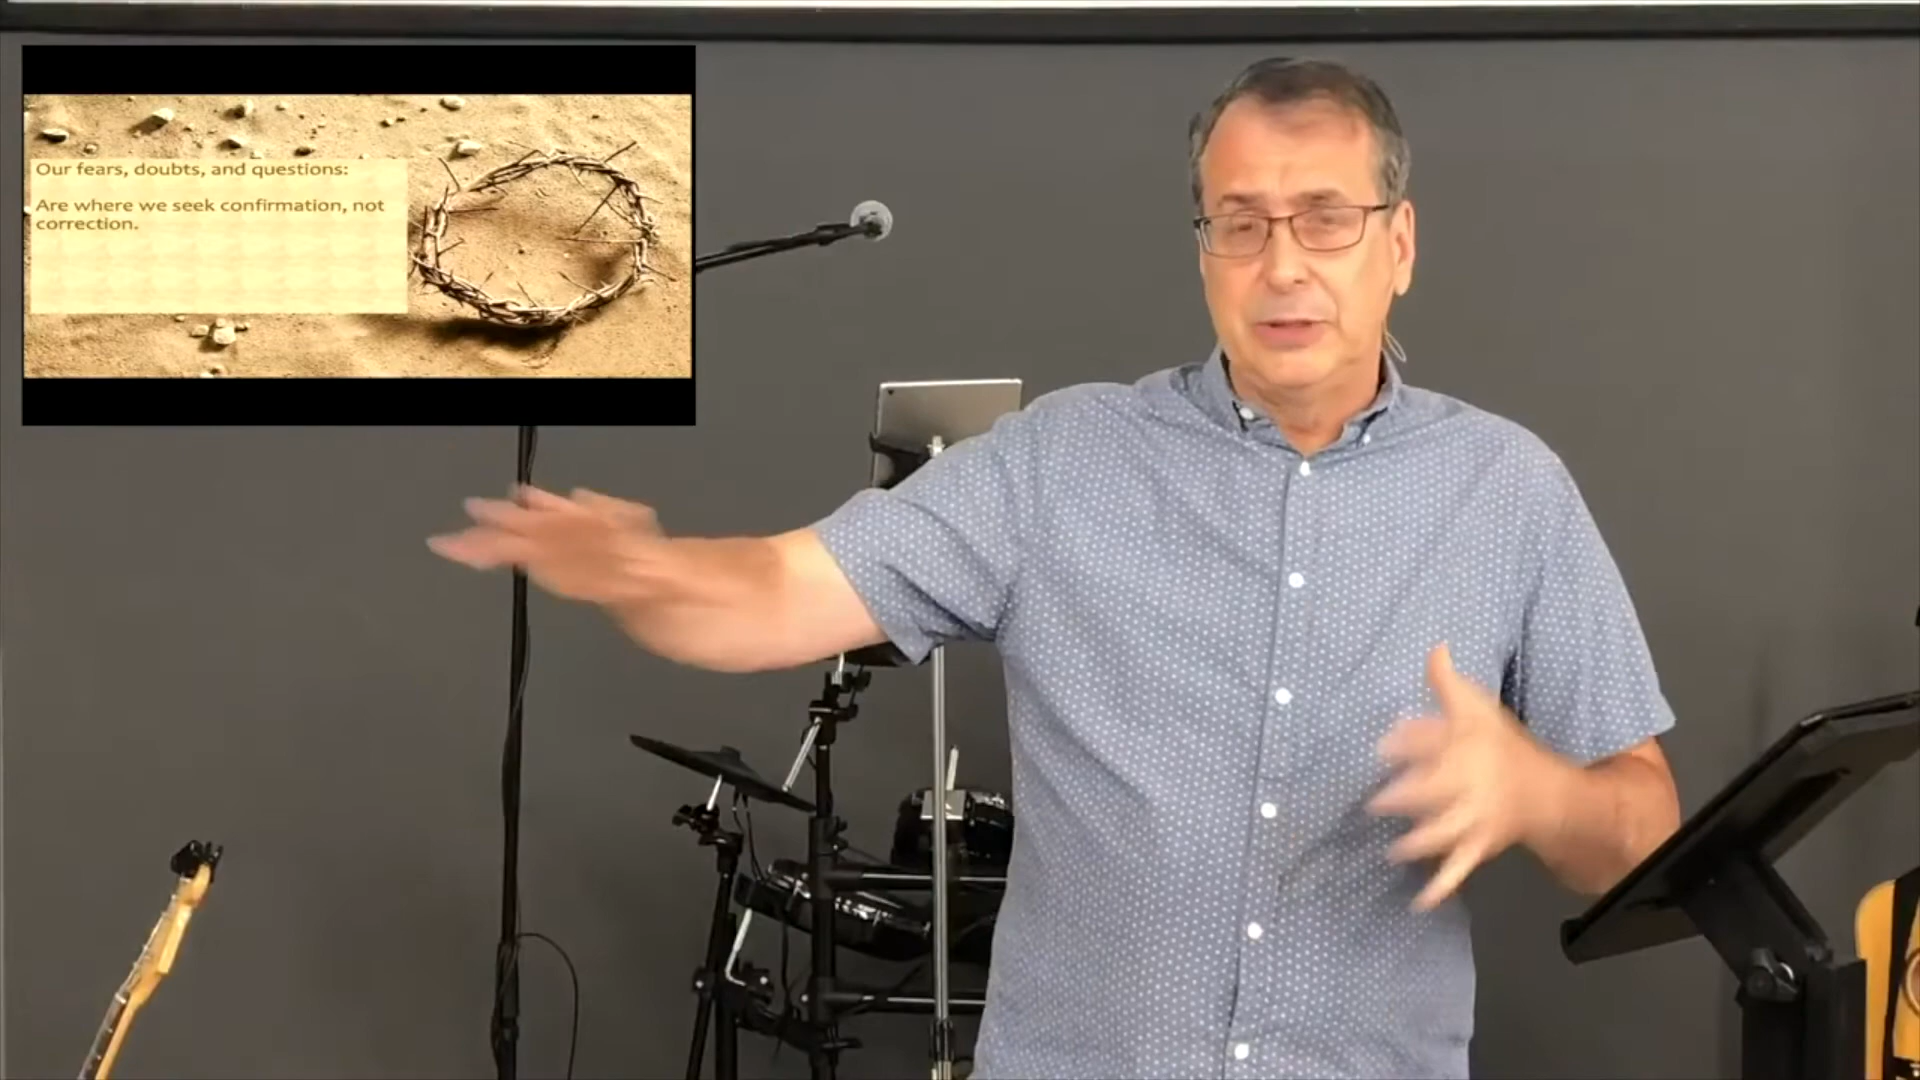 Our fears, doubts, and questions:
Are where we seek confirmation, not
correction.